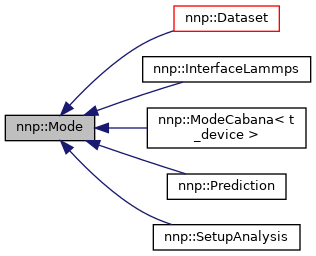 nnp::Dataset
nnp::InterfaceLammps
nnp::Mode
nnp::ModeCabana< t
_device >
nnp::Prediction
nnp::SetupAnalysis